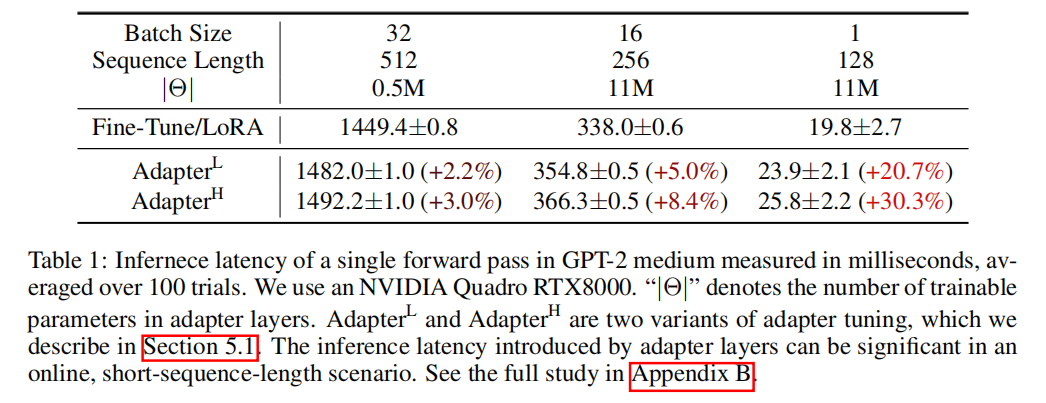 Batch Size 32 16 1
Sequence Length 512 256 128
|Θ| 0.5M 11M 11M
Fine-Tune/LoRA 1449.4±0.8 338.0±0.6 19.8±2.7
Adapter^L 1482.0±1.0 (+2.2%) 354.8±0.5 (+5.0%) 23.9±2.1 (+20.7%)
Adapter^H 1492.2±1.0 (+3.0%) 366.3±0.5 (+8.4%) 25.8±2.2 (+30.3%)
Table 1: Infernece latency of a single forward pass in GPT-2 medium measured in milliseconds, av-
eraged over 100 trials. We use an NVIDIA Quadro RTX8000. “|Θ|” denotes the number of trainable
parameters in adapter layers. Adapter^L and Adapter^H are two variants of adapter tuning, which we
describe in Section 5.1. The inference latency introduced by adapter layers can be significant in an
online, short-sequence-length scenario. See the full study in Appendix B.